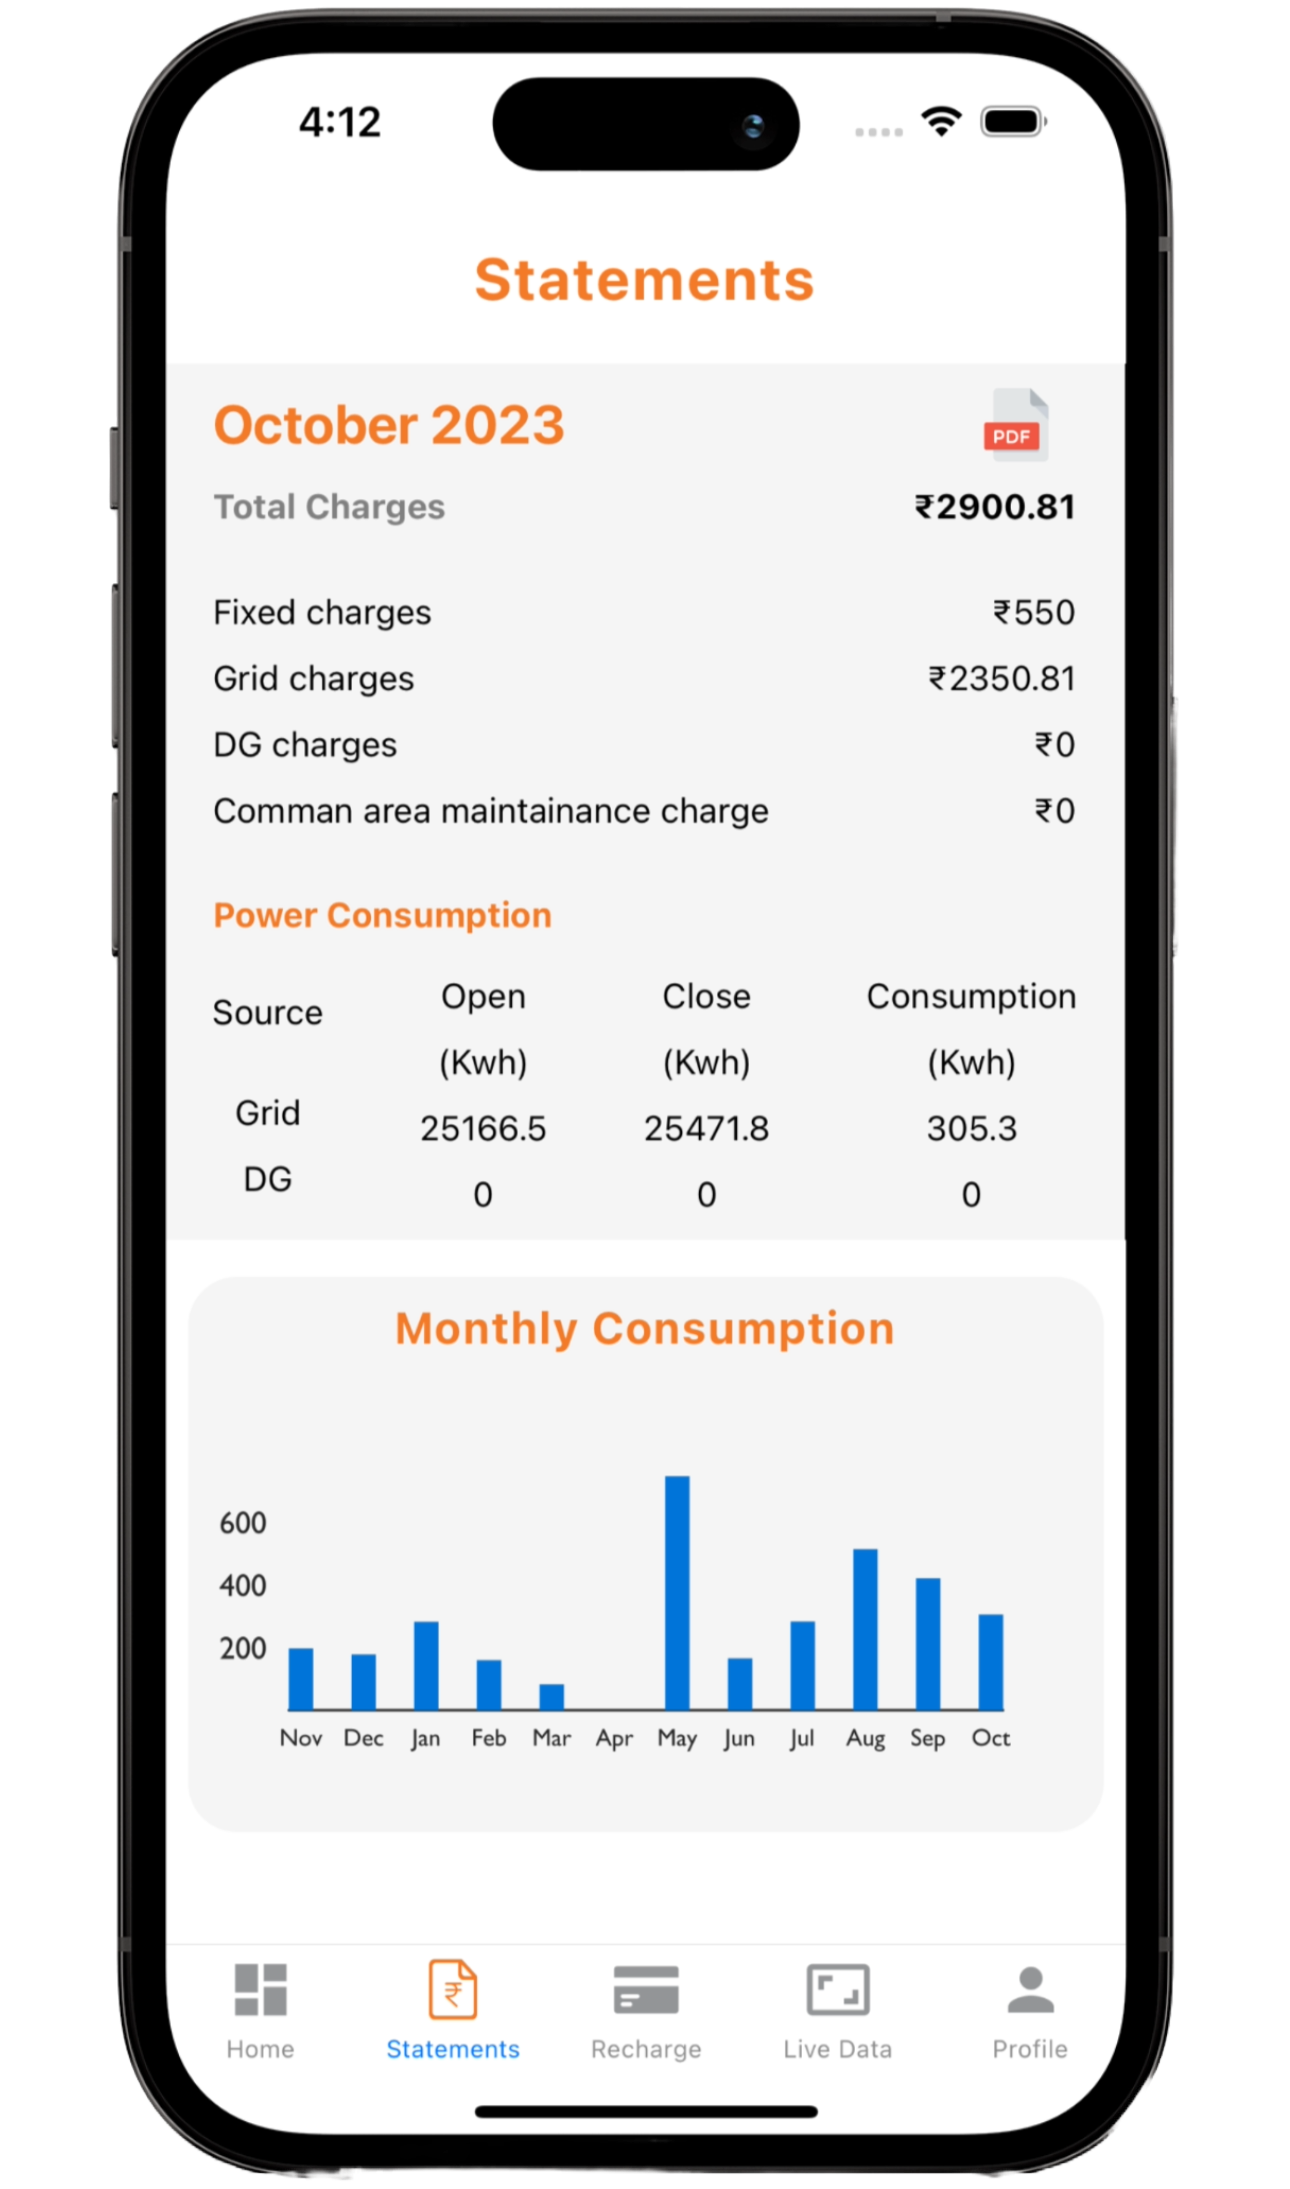 4:12
Statements
October 2023
PDF
Total Charges ₹2900.81
Fixed charges ₹550
Grid charges ₹2350.81
DG charges ₹0
Comman area maintainance charge ₹0
Power Consumption
Source Open Close Consumption
(Kwh) (Kwh) (Kwh)
Grid 25166.5 25471.8 305.3
DG 0 0 0
Monthly Consumption
600
400
200
Nov Dec Jan Feb Mar Apr May Jun Jul Aug Sep Oct
₹
Home Statements Recharge Live Data Profile